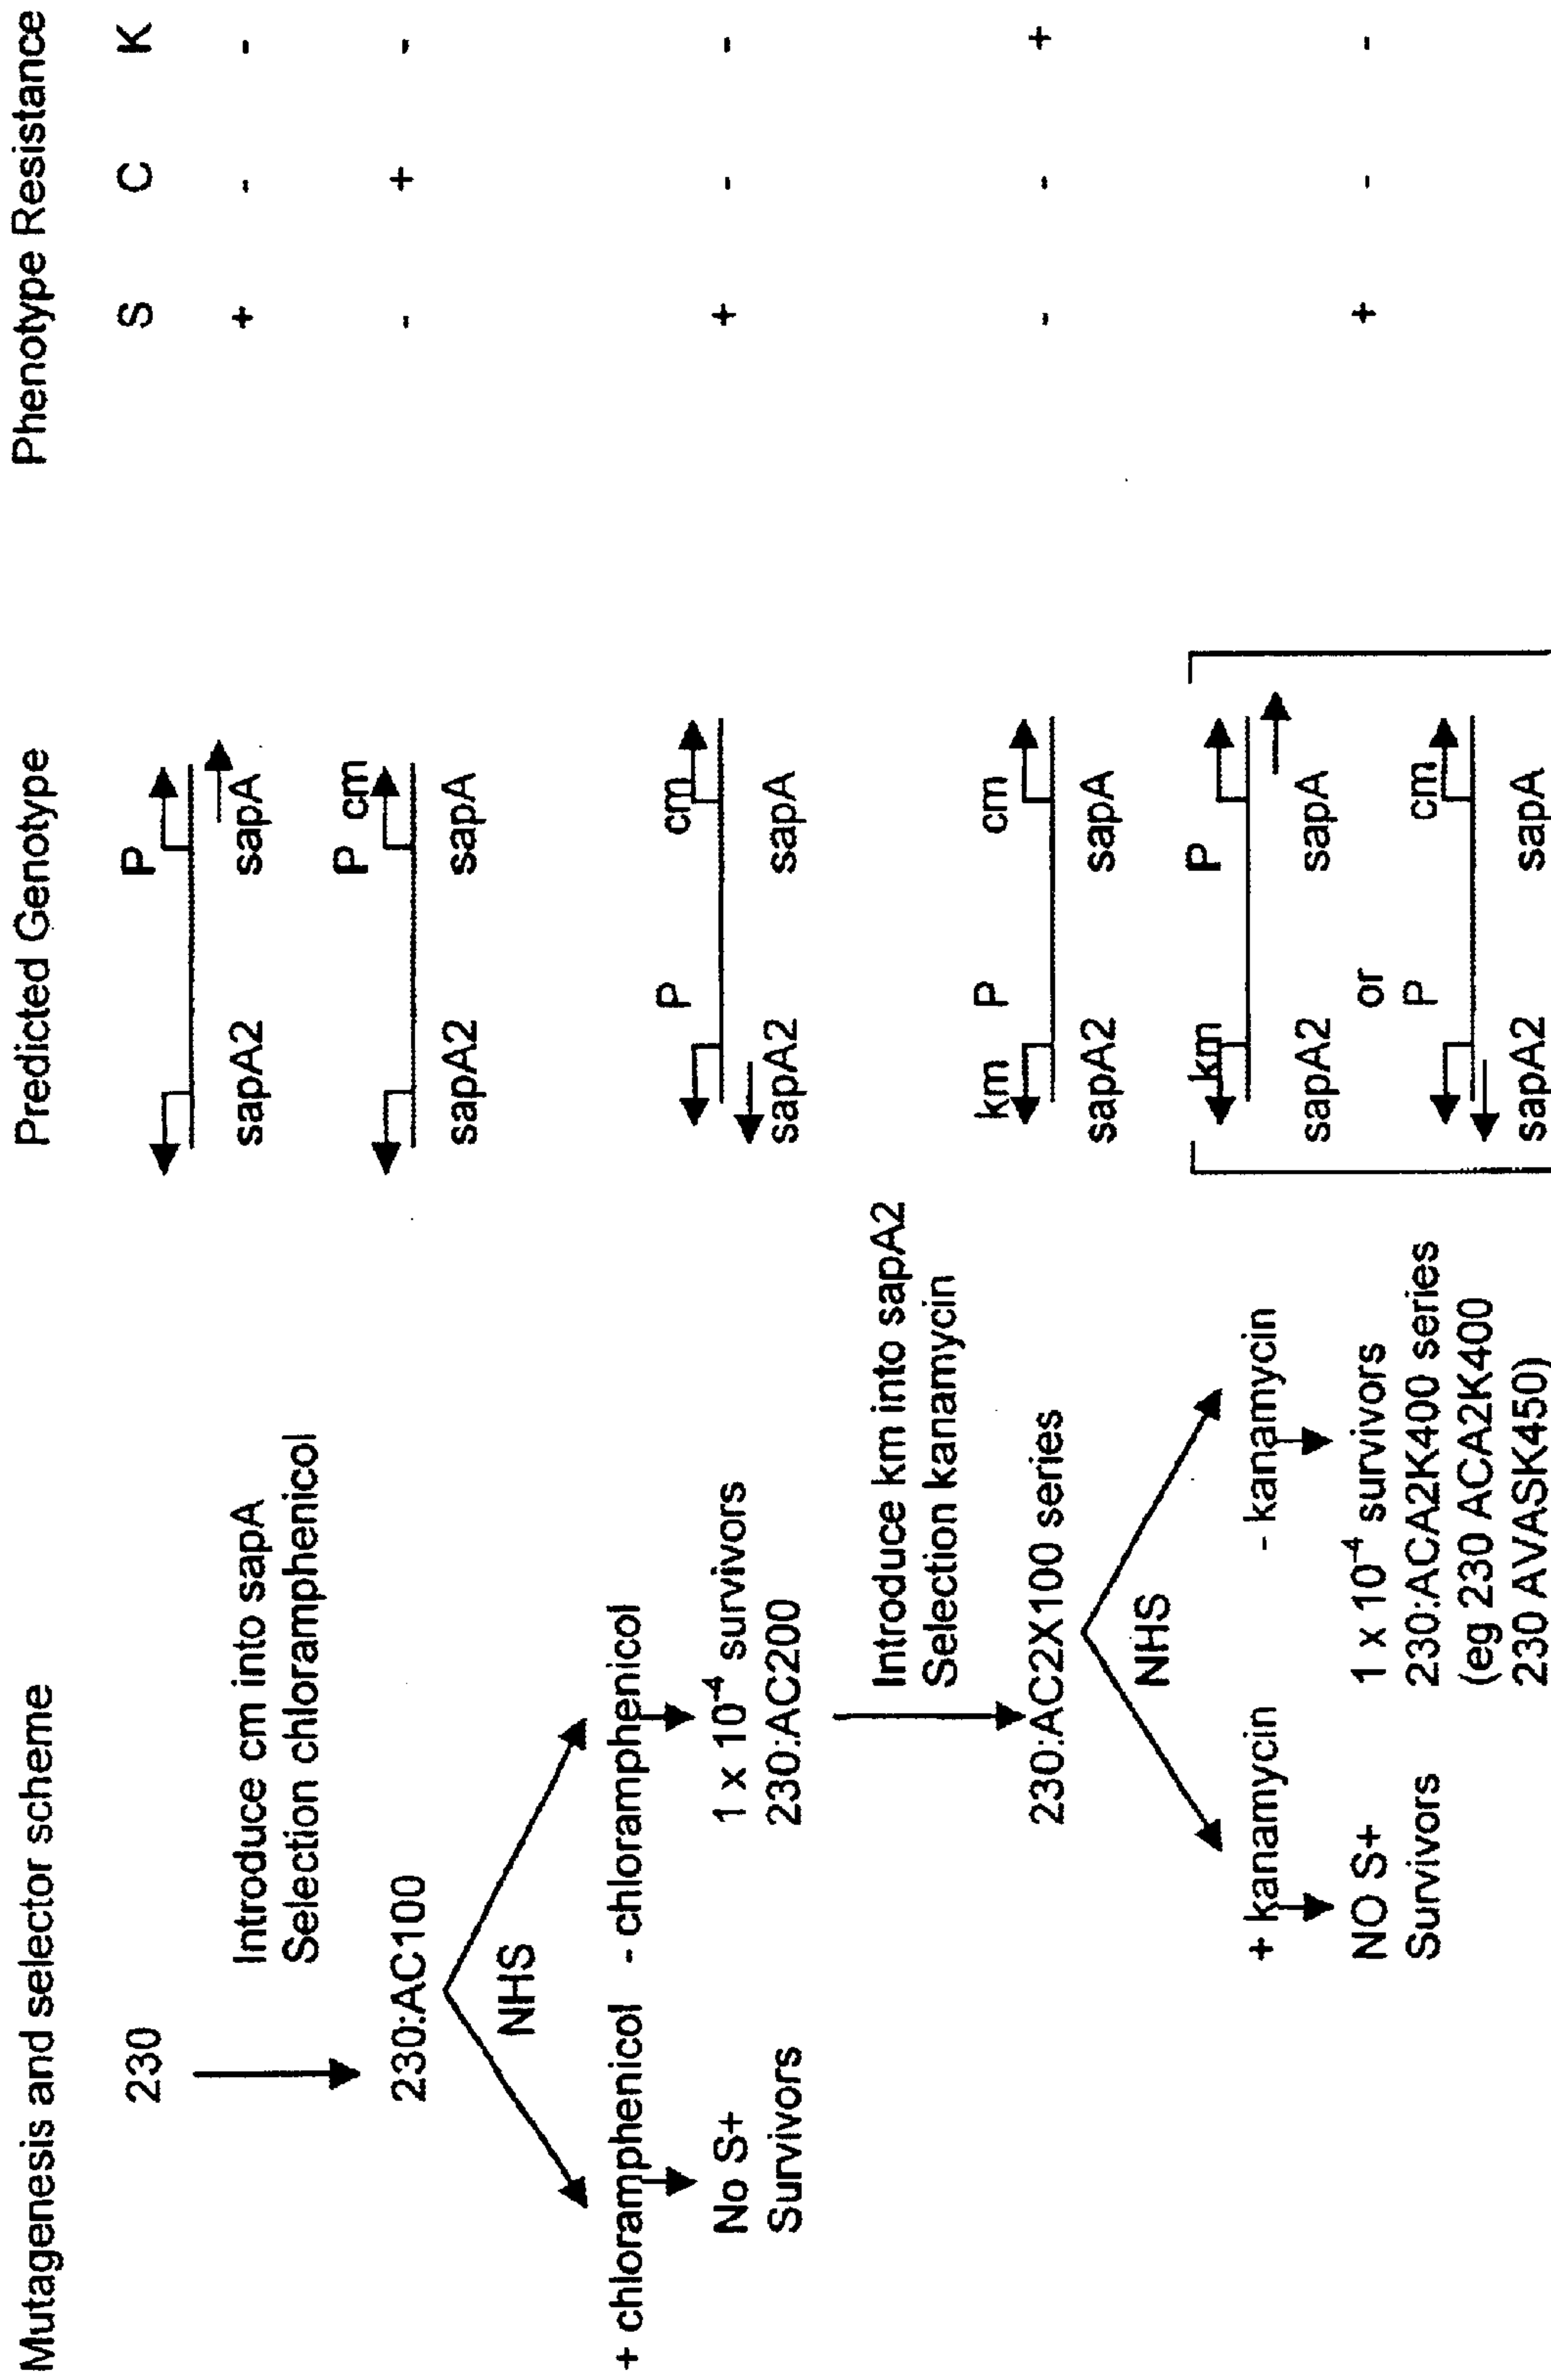 Mutagenesis and selector scheme
Predicted Genotype
Phenotype Resistance
S C K
230
P
sapA2 sapA
+ - -
Introduce cm into sapA
Selection chloramphenicol
230:AC100
P cm
sapA2 sapA
- + -
NHS
+ chloramphenicol - chloramphenicol
No S+
Survivors
1 x 10-4 survivors
230:AC200
P cm
sapA2 sapA
+ - -
Introduce km into sapA2
Selection kanamycin
230:AC2X100 series
km P cm
sapA2 sapA
- - +
NHS
+ kanamycin - kanamycin
NO S+
Survivors
1 x 10-4 survivors
230:ACA2K400 series
(eg 230 ACA2K400
230 AVASK450)
km P
sapA2 sapA
or
P cm
sapA2 sapA
+ - -